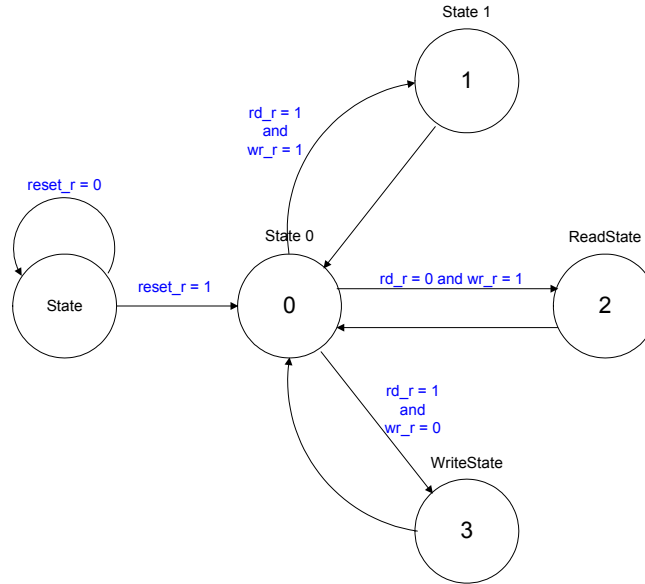 State 1
1
rd_r = 1
and
wr_r = 1
reset_r = 0
State 0
ReadState
State
reset_r = 1
0
rd_r = 0 and wr_r = 1
2
rd_r = 1
and
wr_r = 0
WriteState
3